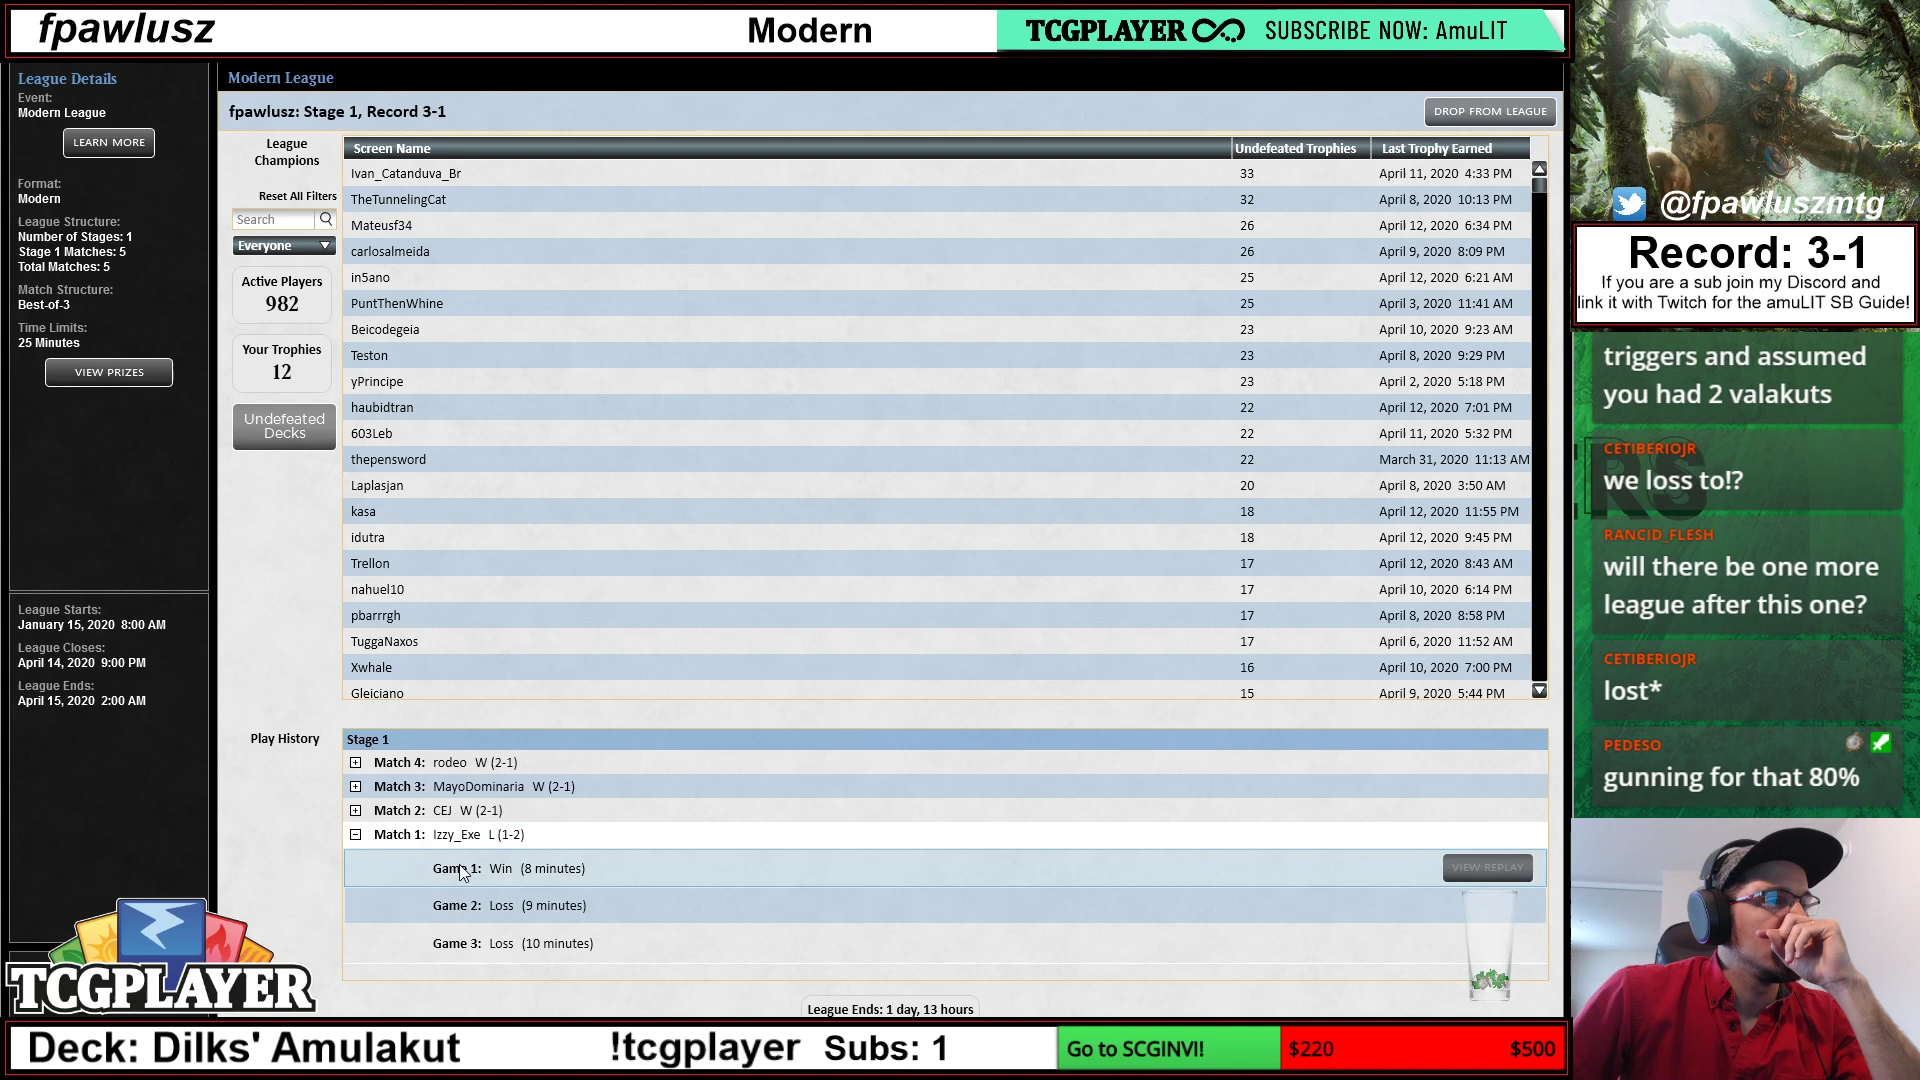 fpawlusz
Modern
TCGPLAYER SUBSCRIBE NOW: AmuLIT
League Details
Event:
Modern League
LEARN MORE
Format:
Modern
League Structure:
Number of Stages: 1
Stage 1 Matches: 5
Total Matches: 5
Match Structure:
Best-of-3
Time Limits:
25 Minutes
VIEW PRIZES
League Starts:
January 15, 2020 8:00 AM
League Closes:
April 14, 2020 9:00 PM
League Ends:
April 15, 2020 2:00 AM
Modern League
fpawlusz: Stage 1, Record 3-1
DROP FROM LEAGUE
League
Champions
Reset All Filters
Search
Everyone
Active Players
982
Your Trophies
12
Undefeated
Decks
Screen Name Undefeated Trophies Last Trophy Earned
Ivan_Catanduva_Br 33 April 11, 2020 4:33 PM
TheTunnelingCat 32 April 8, 2020 10:13 PM
Mateusf34 26 April 12, 2020 6:34 PM
carlosalmeida 26 April 9, 2020 8:09 PM
in5ano 25 April 12, 2020 6:21 AM
PuntThenWhine 25 April 3, 2020 11:41 AM
Beicodegeia 23 April 10, 2020 9:23 AM
Teston 23 April 8, 2020 9:29 PM
yPrincipe 23 April 2, 2020 5:18 PM
haubidtran 22 April 12, 2020 7:01 PM
603Leb 22 April 11, 2020 5:32 PM
thepensword 22 March 31, 2020 11:13 AM
Laplasjan 20 April 8, 2020 3:50 AM
kasa 18 April 12, 2020 11:55 PM
idutra 18 April 12, 2020 9:45 PM
Trellon 17 April 12, 2020 8:43 AM
nahuel10 17 April 10, 2020 6:14 PM
pbarrrgh 17 April 8, 2020 8:58 PM
TuggaNaxos 17 April 6, 2020 11:52 AM
Xwhale 16 April 10, 2020 7:00 PM
Gleiciano 15 April 9, 2020 5:44 PM
Play History
Stage 1
Match 4: rodeo W (2-1)
Match 3: MayoDominaria W (2-1)
Match 2: CEJ W (2-1)
Match 1: Izzy_Exe L (1-2)
Game 1: Win (8 minutes)
VIEW REPLAY
Game 2: Loss (9 minutes)
Game 3: Loss (10 minutes)
League Ends: 1 day, 13 hours
TCGPLAYER
@fpawluszmtg
Record: 3-1
If you are a sub join my Discord and
link it with Twitch for the amuLIT SB Guide!
triggers and assumed
you had 2 valakuts
CETIBERIOJR
we loss to!?
RANCID_FLESH
will there be one more
league after this one?
CETIBERIOJR
lost*
PEDESO
gunning for that 80%
Deck: Dilks' Amulakut
!tcgplayer
Subs: 1
Go to SCGINVI!
$220
$500